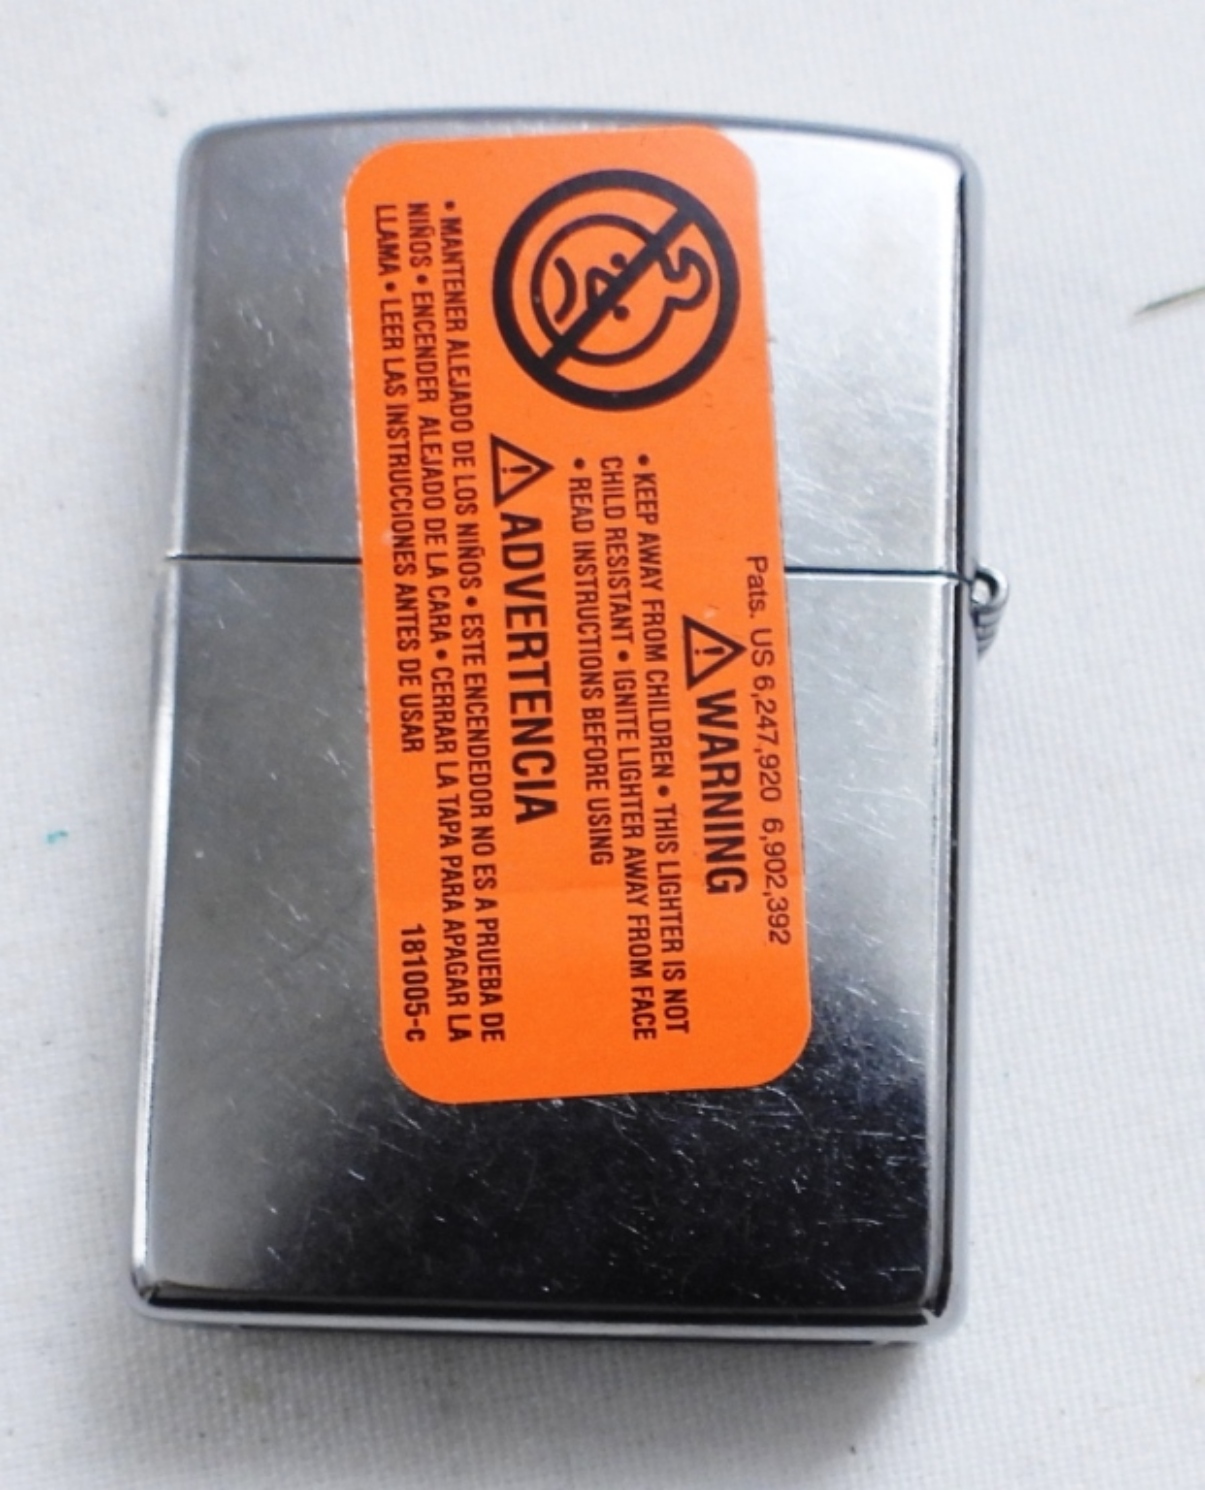 Pats. US 6,247,920 6,902,392
WARNING
• KEEP AWAY FROM CHILDREN • THIS LIGHTER IS NOT
CHILD RESISTANT • IGNITE LIGHTER AWAY FROM FACE
• READ INSTRUCTIONS BEFORE USING
ADVERTENCIA
• MANTENER ALEJADO DE LOS NIÑOS • ESTE ENCENDEDOR NO ES A PRUEBA DE
NIÑOS • ENCENDER ALEJADO DE LA CARA • CERRAR LA TAPA PARA APAGAR LA
LLAMA • LEER LAS INSTRUCCIONES ANTES DE USAR
181005-c